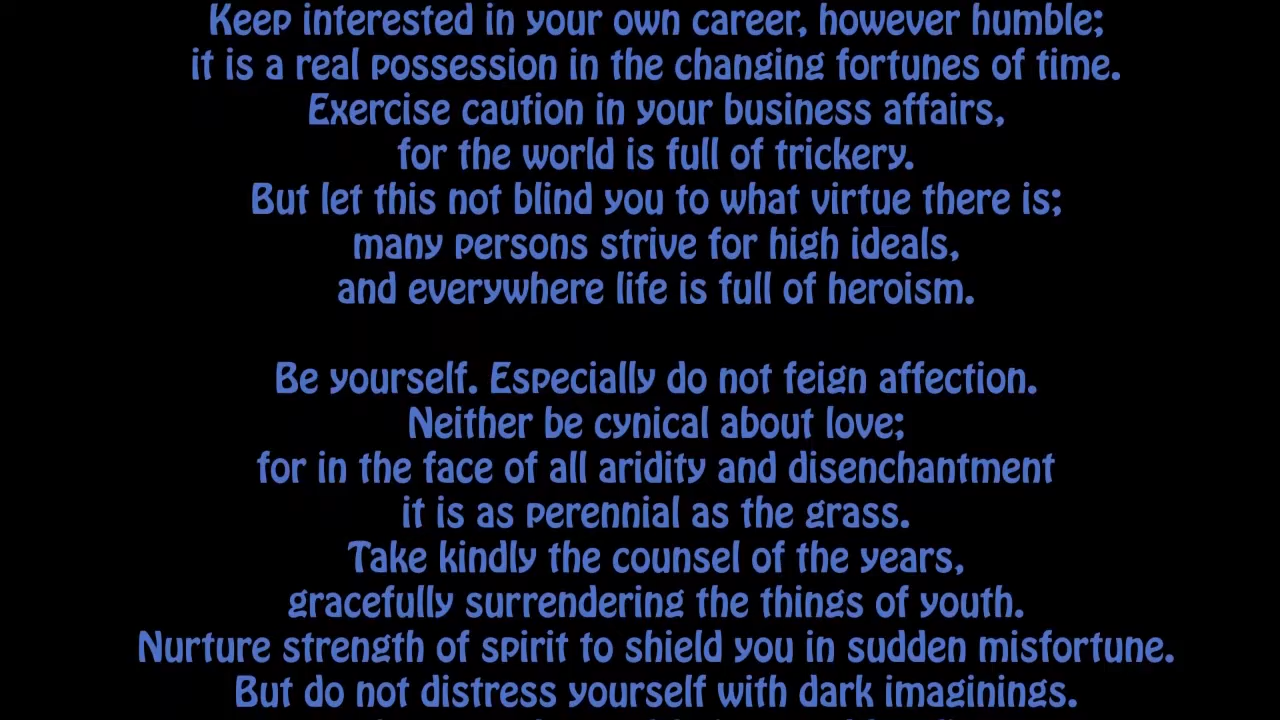 Keep interested in your own career, however humble;
it is a real possession in the changing fortunes of time.
Exercise caution in your business affairs,
for the world is full of trickery.
But let this not blind you to what virtue there is;
many persons strive for high ideals,
and everywhere life is full of heroism.
Be yourself. Especially do not feign affection.
Neither be cynical about love;
for in the face of all aridity and disenchantment
it is as perennial as the grass.
Take kindly the counsel of the years,
gracefully surrendering the things of youth.
Nurture strength of spirit to shield you in sudden misfortune.
But do not distress yourself with dark imaginings.